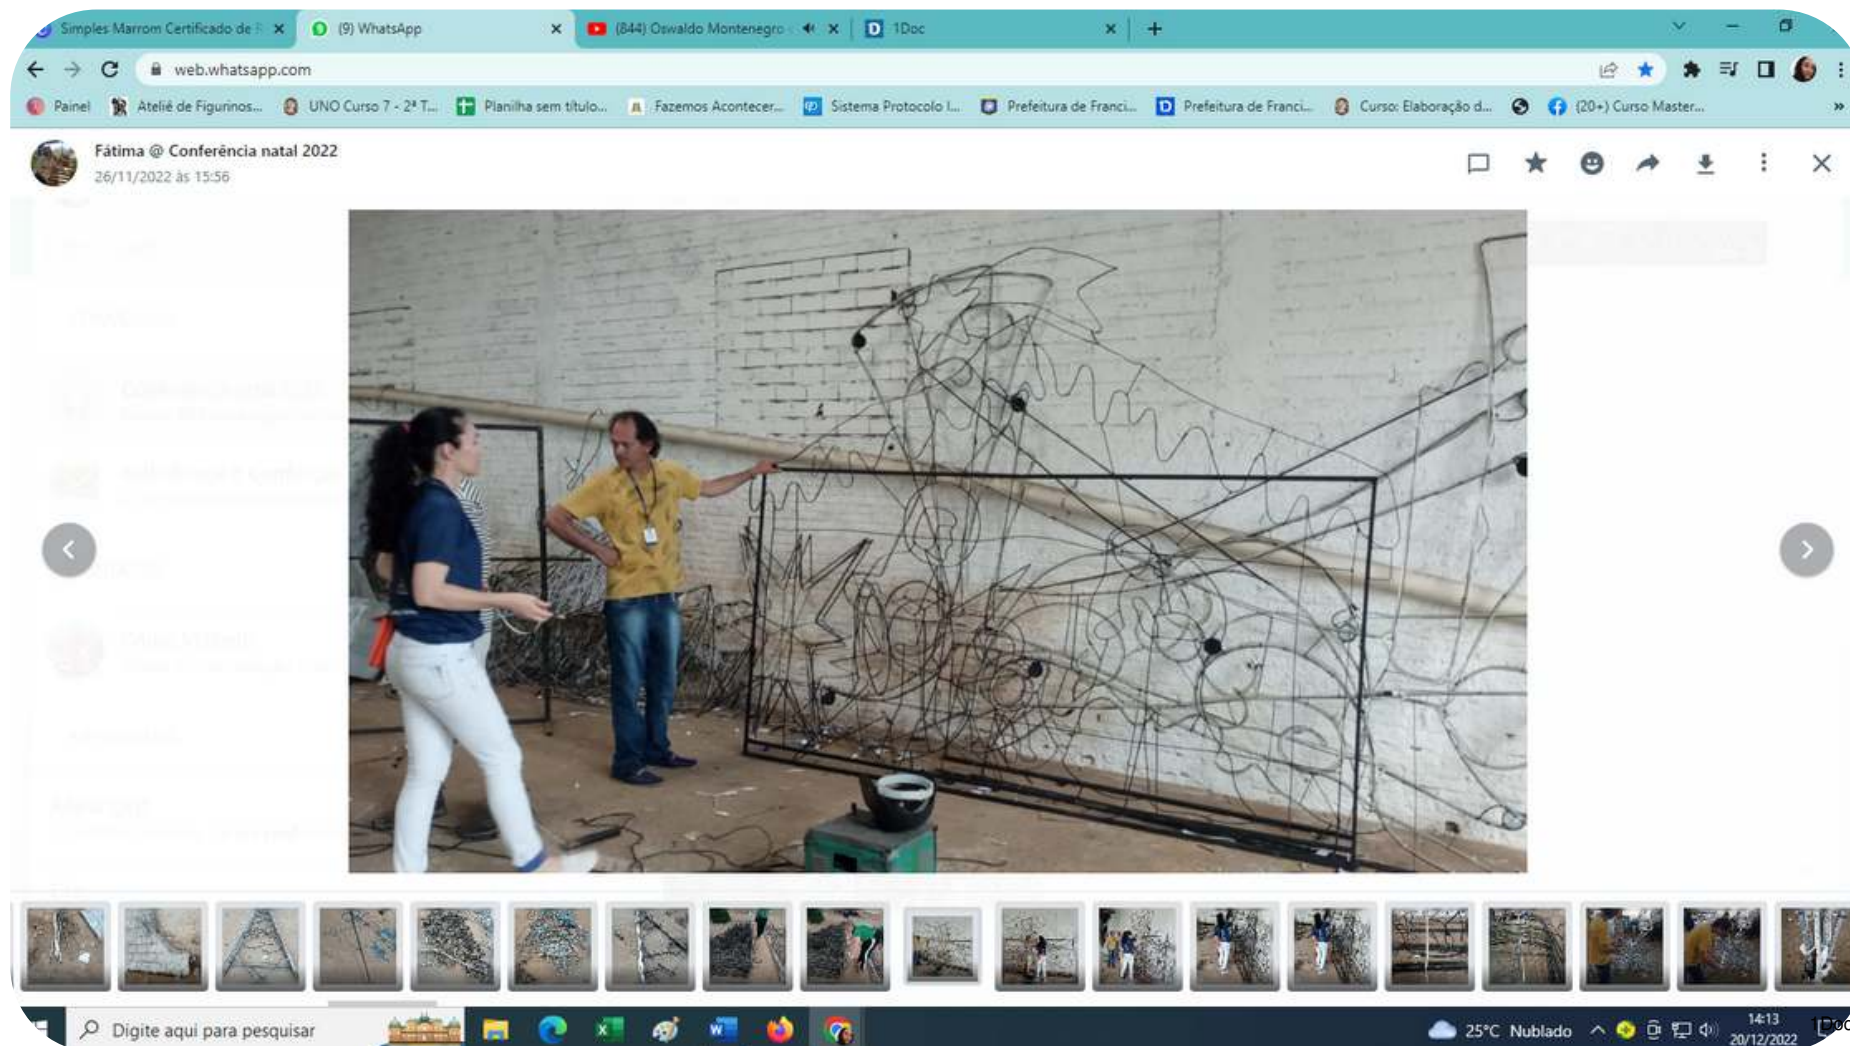 Simples Marrom Certificado de R
(9) WhatsApp
(844) Oswaldo Montenegro
1Doc
web.whatsapp.com
Painel
Ateliê de Figurinos...
UNO Curso 7 - 2ª T...
Planilha sem título...
Fazemos Acontecer...
Sistema Protocolo I...
Prefeitura de Franci...
Prefeitura de Franci...
Curso: Elaboração d...
(20+) Curso Master...
»
Fátima @ Conferência natal 2022
26/11/2022 às 15:56
Digite aqui para pesquisar
25°C Nublado
14:13
20/12/2022
1Doc